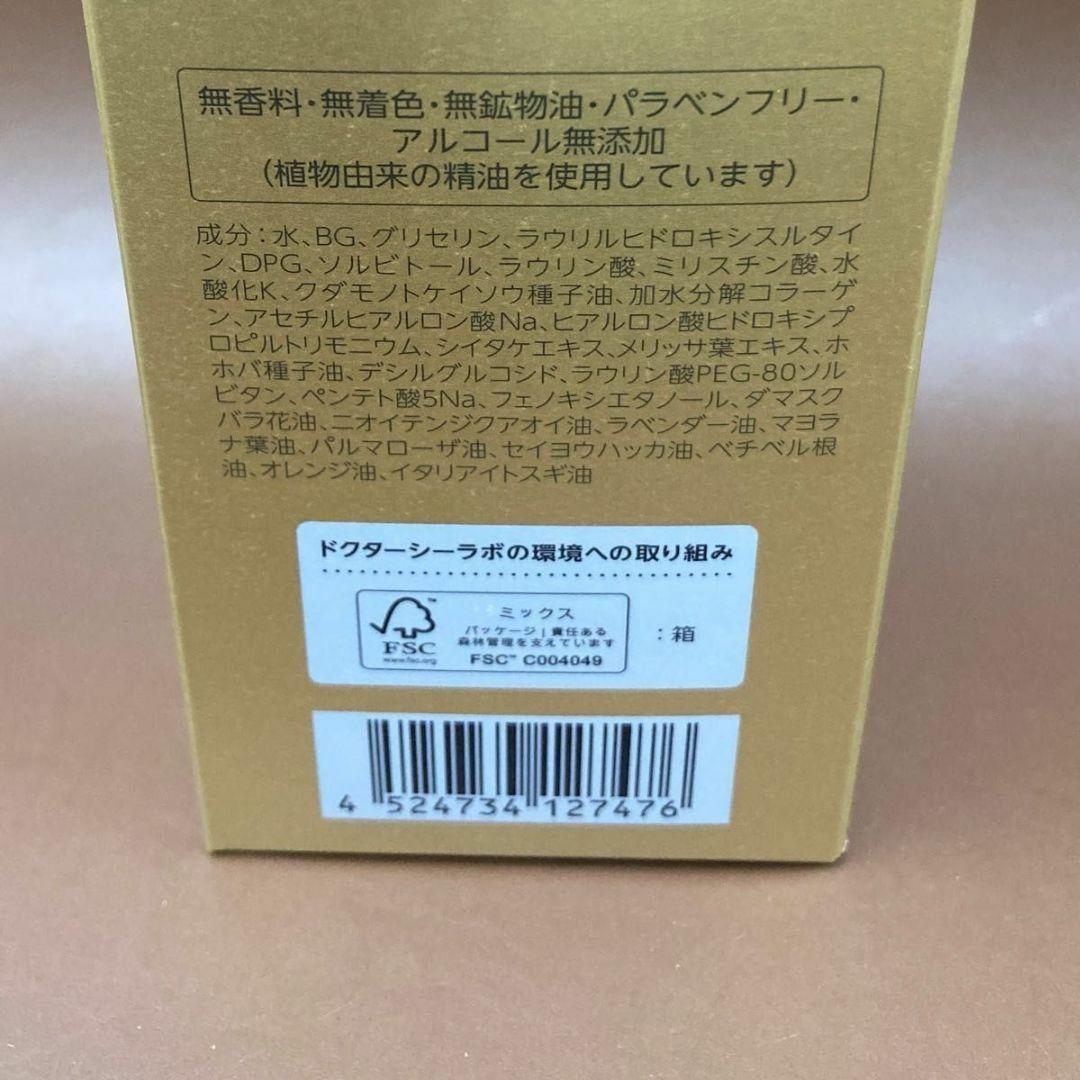 無香料・無着色・無鉱物油・パラベンフリー・
アルコール無添加
(植物由来の精油を使用しています)
成分：水、BG、グリセリン、ラウリルヒドロキシスルタイ
ン、DPG、ソルビトール、ラウリン酸、ミリスチン酸、水
酸化K、クダモノトケイソウ種子油、加水分解コラーゲ
ン、アセチルヒアルロン酸Na、ヒアルロン酸ヒドロキシプ
ロピルトリモニウム、シイタケエキス、メリッサ葉エキス、ホ
ホバ種子油、デシルグルコシド、ラウリン酸PEG-80ソル
ビタン、ペンテト酸5Na、フェノキシエタノール、ダマスク
バラ花油、ニオイテンジクアオイ油、ラベンダー油、マヨラ
ナ葉油、パルマローザ油、セイヨウハッカ油、ベチベル根
油、オレンジ油、イタリアイトスギ油
ドクターシーラボの環境への取り組み
FSC
www.fsc.org
ミックス
パッケージ | 責任ある
森林管理を支えています
FSC™ C004049
：箱
4 524734 127476